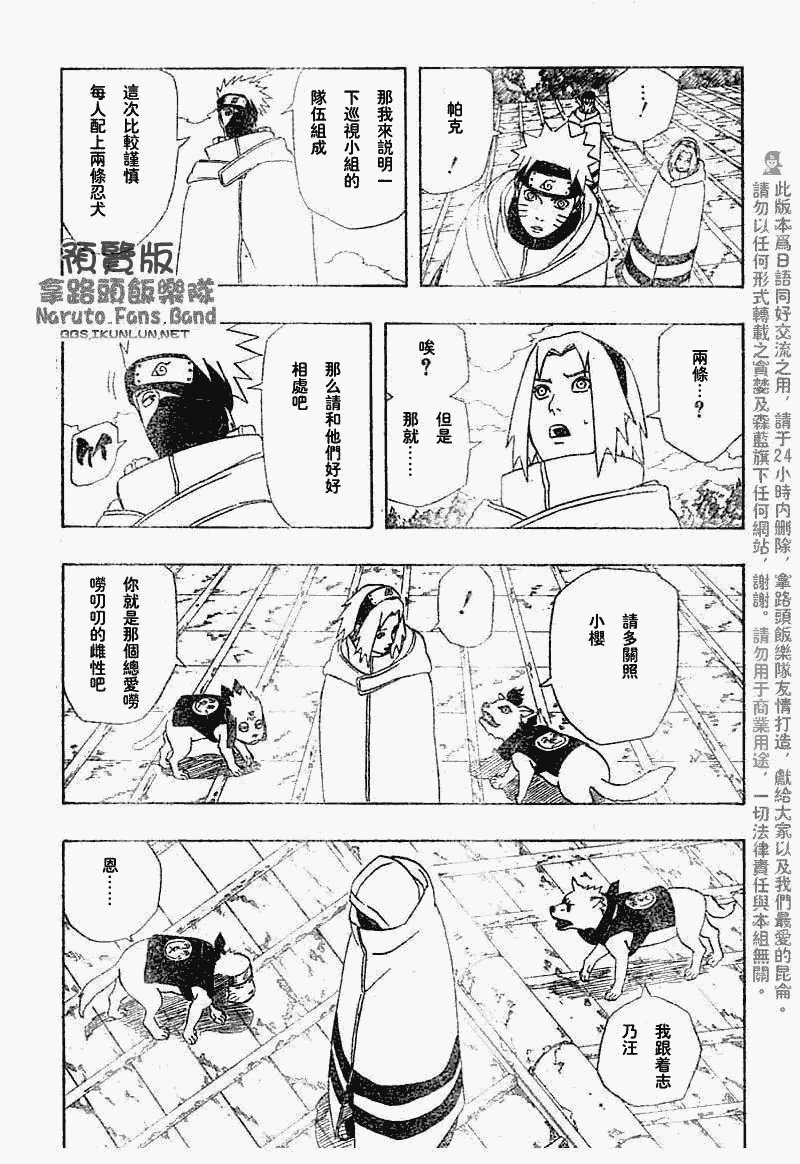 …!
帕克
!
那我來説明一
下巡視小組的
隊伍組成
這次比較謹慎
每人配上兩條忍犬
預覽版
拿路頭飯樂隊
Naruto Fans Band
GGS.IKUNLUN.NET
兩條…?
唉?
但是
那就……
那么請和他們好好
相處吧
請多關照
小櫻
!
你就是那個總愛嘮
嘮叨叨的雌性吧
恩……
我跟着志
乃汪
此版本爲日語同好交流之用,請于24小時内删除,拿路頭飯樂隊友情打造,獻給大家以及我們最愛的昆侖。
請勿以任何形式轉載之貪婪及森藍旗下任何網站,謝謝。請勿用于商業用途,一切法律責任與本組無關。